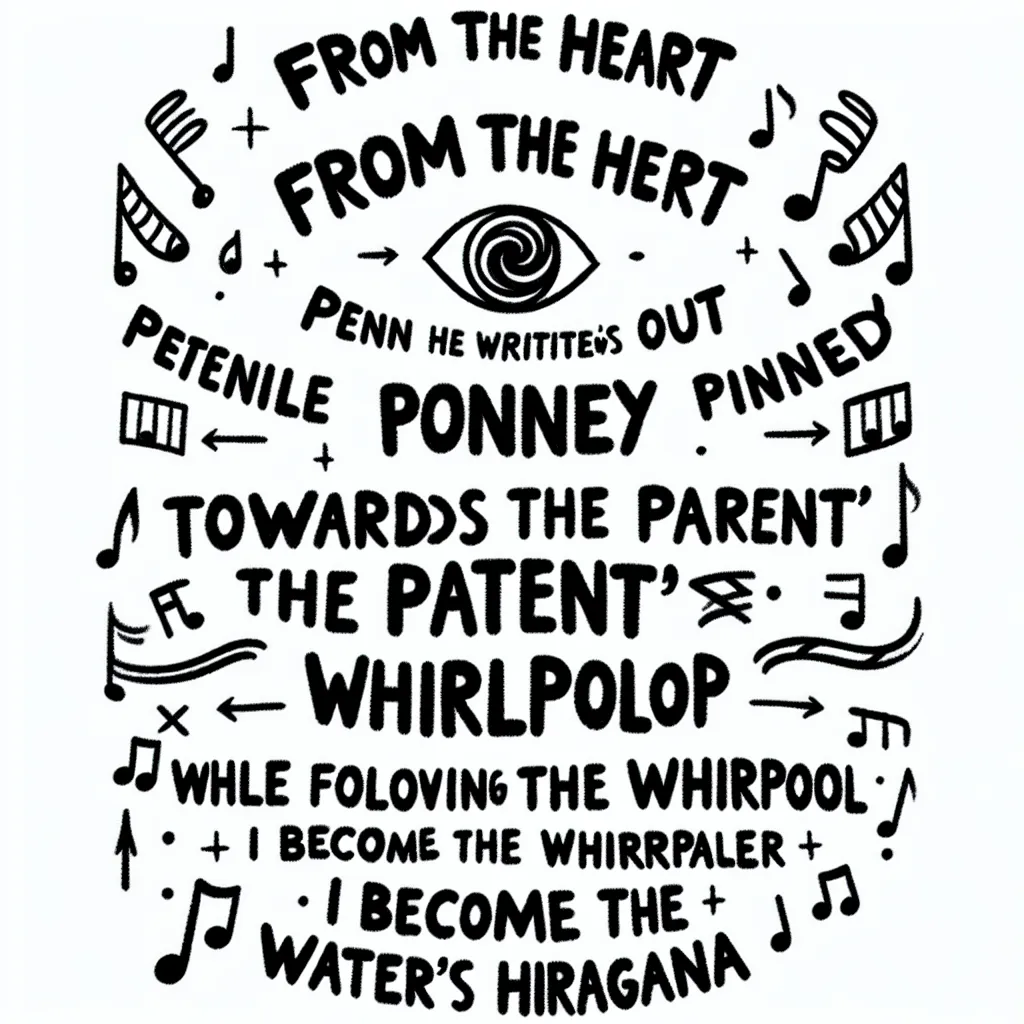 FROM THE HEART
FROM THE HERT
PENN HE WRITITEW'S OUT
PETENILE PONNEY PINNED'
TOWARDS THE PARENT'
THE PATENT'
WHIRLPOLOP
WHLE FOLOVING THE WHIRPOOL
I BECOME THE WHIRRPALER
I BECOME THE
WATER'S HIRAGANA